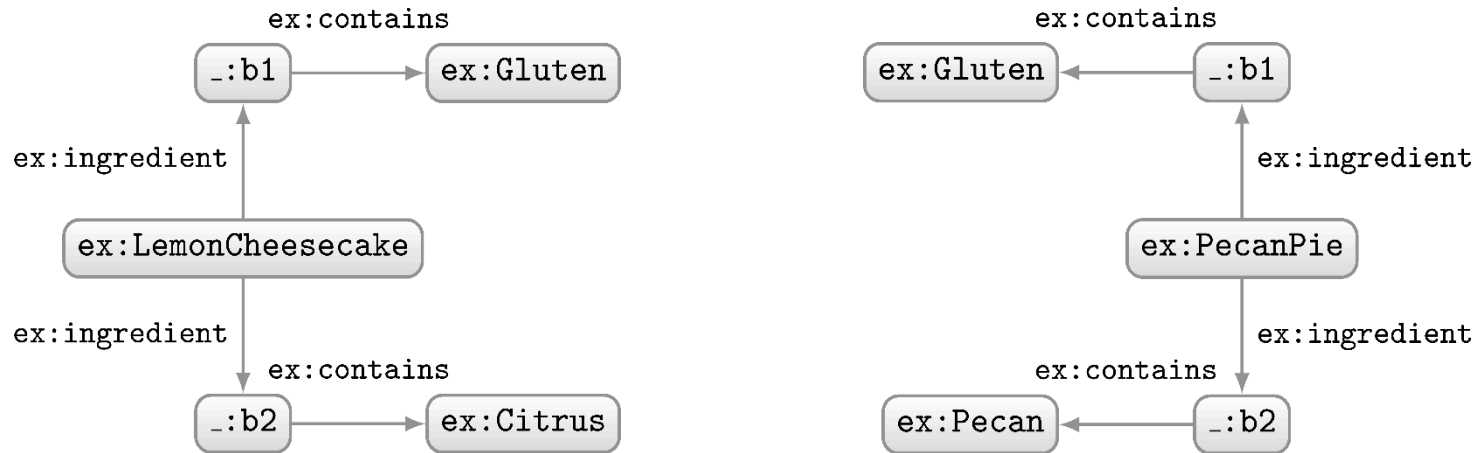 ex:contains
_:b1
ex:Gluten
ex:ingredient
ex:LemonCheesecake
ex:ingredient
ex:contains
_:b2
ex:Citrus
ex:contains
ex:Gluten
_:b1
ex:ingredient
ex:PecanPie
ex:ingredient
ex:contains
ex:Pecan
_:b2